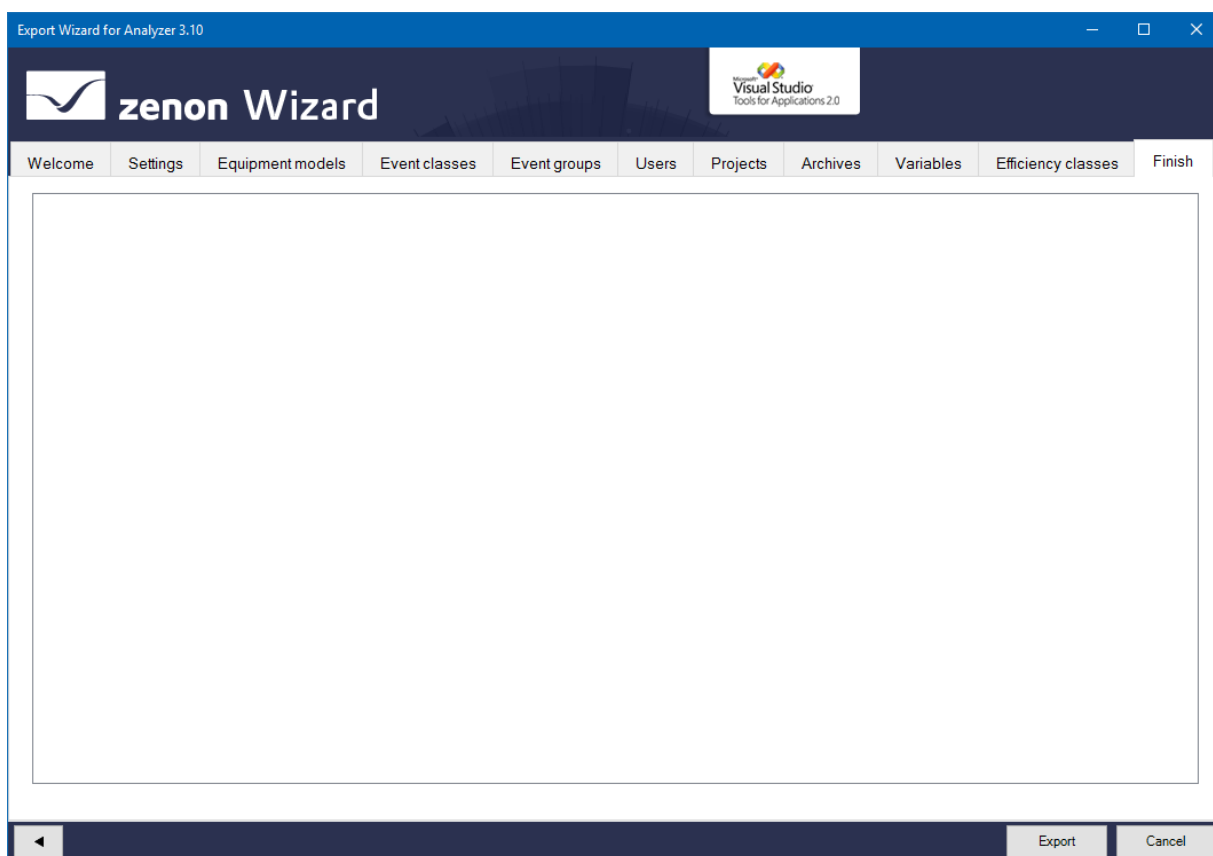 Export Wizard for Analyzer 3.10
zenon Wizard
Microsoft
Visual Studio
Tools for Applications 2.0
Welcome Settings Equipment models Event classes Event groups Users Projects Archives Variables Efficiency classes Finish
Export Cancel